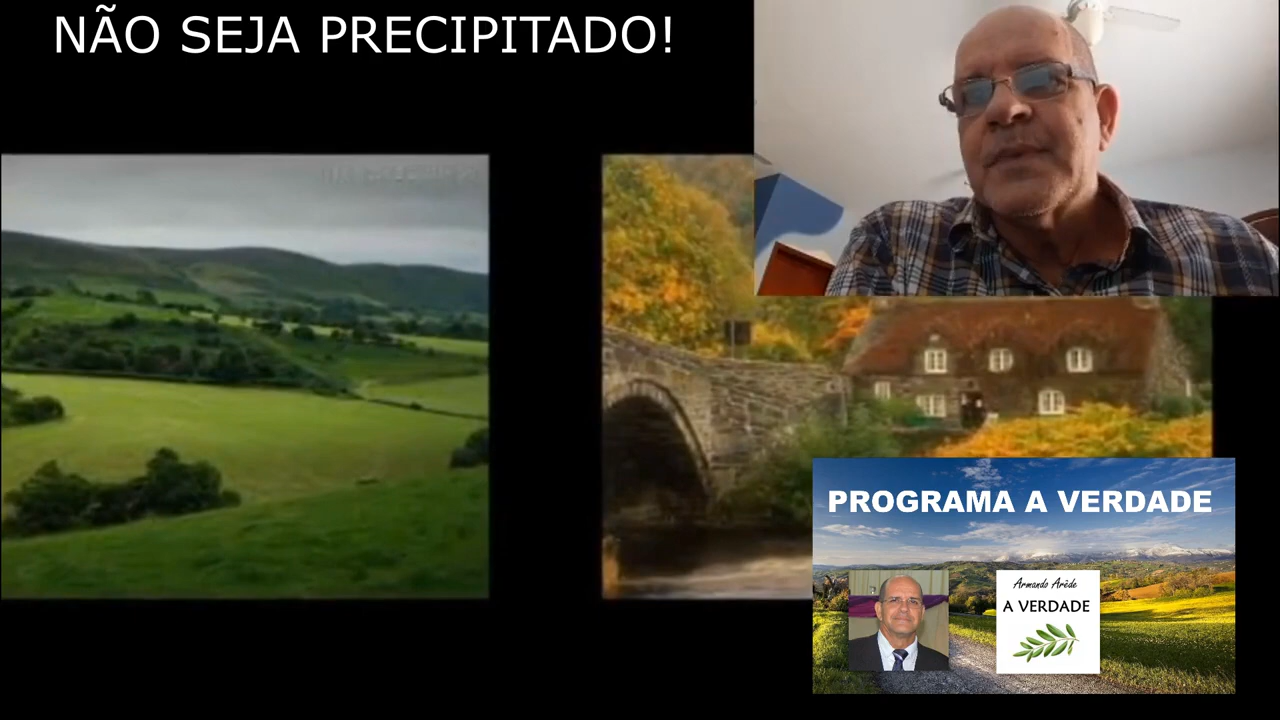 NÃO SEJA PRECIPITADO!
PROGRAMA A VERDADE
Armando Arêde
A VERDADE